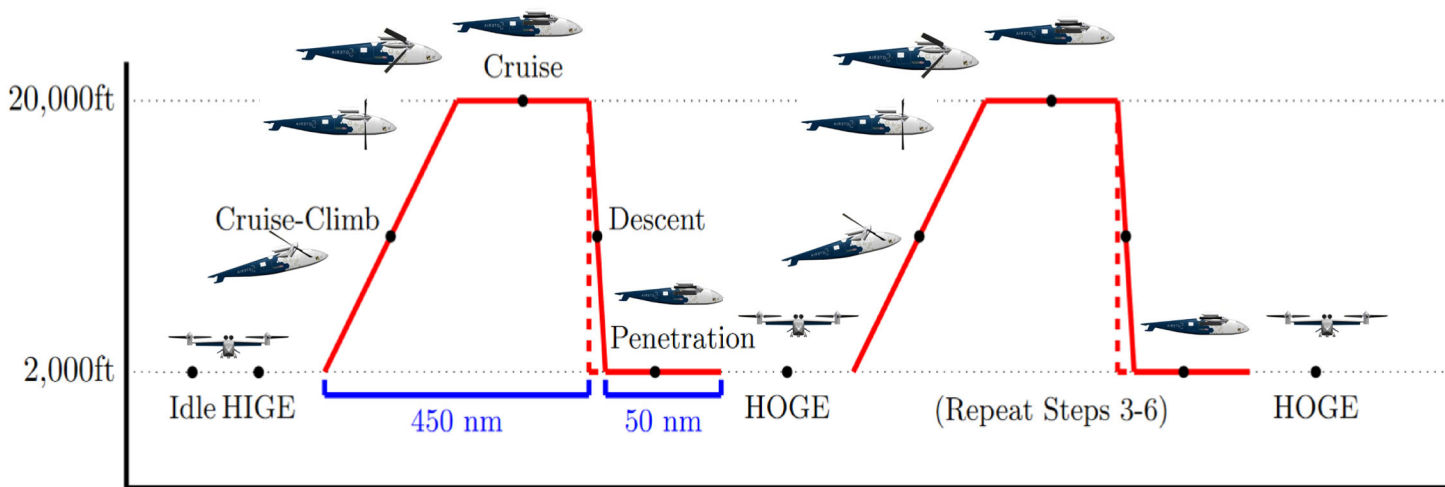 Cruise
20,000ft
Cruise-Climb
Descent
Penetration
2,000ft
Idle HIGE
450 nm
50 nm
HOGE
(Repeat Steps 3-6)
HOGE